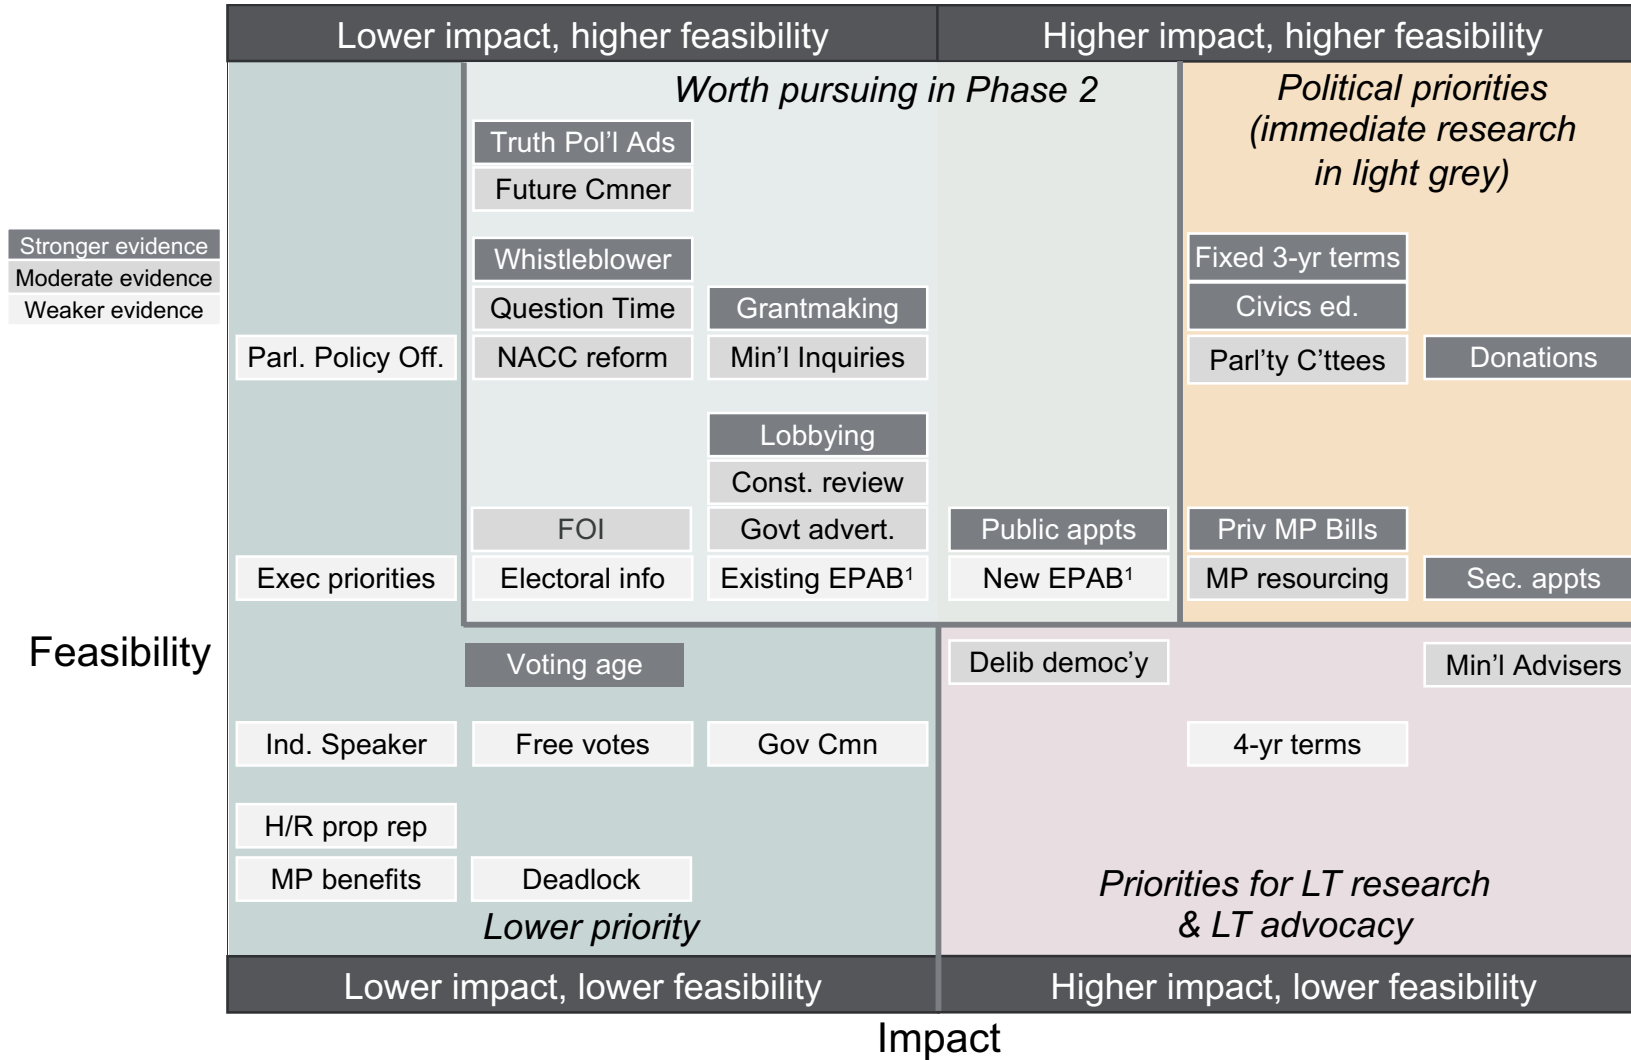 Lower impact, higher feasibility
Higher impact, higher feasibility
Worth pursuing in Phase 2
Political priorities
(immediate research
in light grey)
Stronger evidence
Moderate evidence
Weaker evidence
Truth Pol’l Ads
Future Cmner
Whistleblower
Question Time
Grantmaking
Fixed 3-yr terms
Civics ed.
Parl. Policy Off.
NACC reform
Min’l Inquiries
Parl’ty C’ttees
Donations
Lobbying
Const. review
FOI
Govt advert.
Public appts
Priv MP Bills
Exec priorities
Electoral info
Existing EPAB¹
New EPAB¹
MP resourcing
Sec. appts
Feasibility
Voting age
Delib democ’y
Min’l Advisers
Ind. Speaker
Free votes
Gov Cmn
4-yr terms
H/R prop rep
MP benefits
Deadlock
Lower priority
Priorities for LT research
& LT advocacy
Lower impact, lower feasibility
Higher impact, lower feasibility
Impact